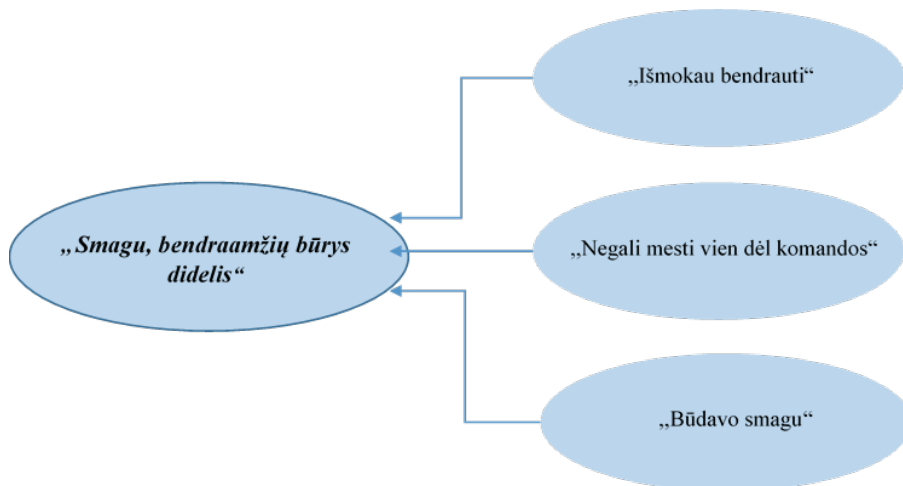 „Išmokau bendrauti“
„Smagu, bendraamžių būrys
didelis“
„Negali mesti vien dėl komandos“
„Būdavo smagu“